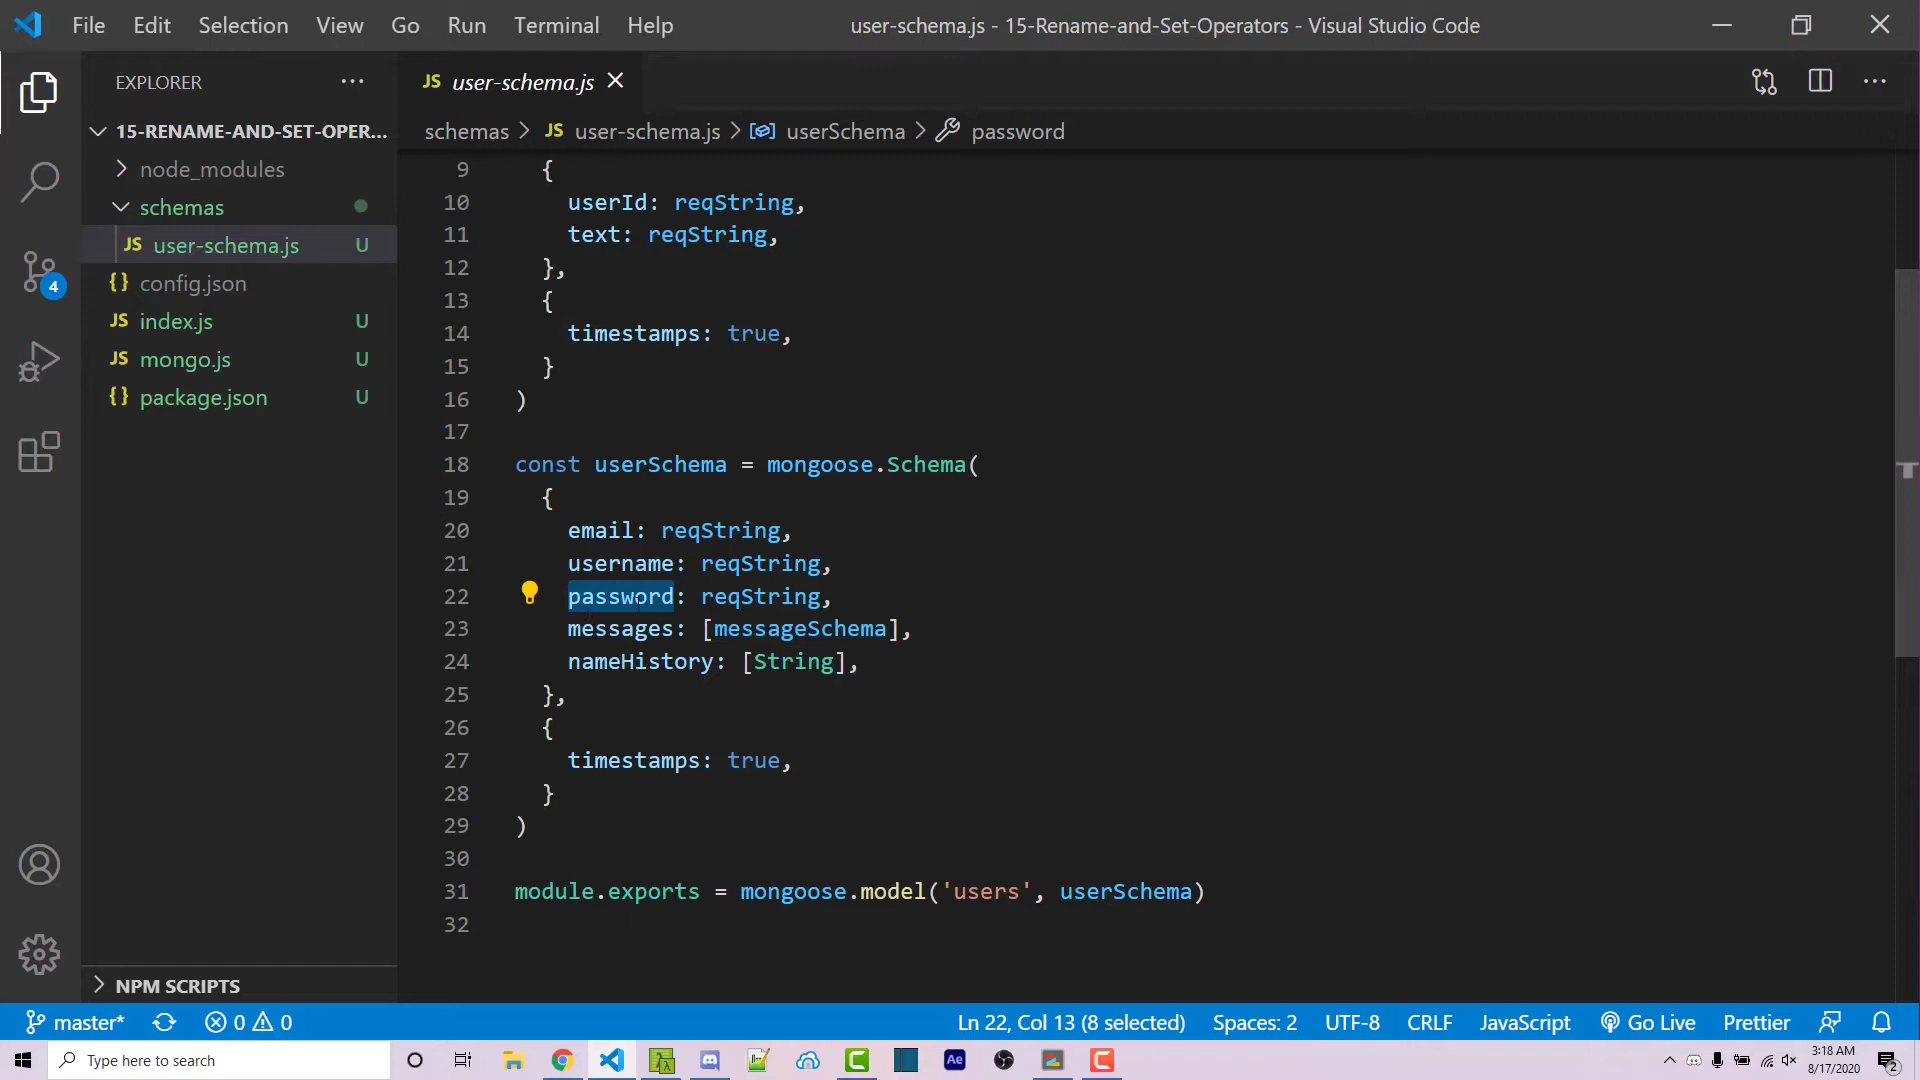 File Edit Selection View Go Run Terminal Help
user-schema.js - 15-Rename-and-Set-Operators - Visual Studio Code
EXPLORER
15-RENAME-AND-SET-OPER...
node_modules
schemas
JS user-schema.js U
{} config.json
JS index.js U
JS mongo.js U
{} package.json U
4
NPM SCRIPTS
JS user-schema.js
schemas > JS user-schema.js > userSchema > password
9 {
10 userId: reqString,
11 text: reqString,
12 },
13 {
14 timestamps: true,
15 }
16 )
17
18 const userSchema = mongoose.Schema(
19 {
20 email: reqString,
21 username: reqString,
22 password: reqString,
23 messages: [messageSchema],
24 nameHistory: [String],
25 },
26 {
27 timestamps: true,
28 }
29 )
30
31 module.exports = mongoose.model('users', userSchema)
32
master* 0 0 Ln 22, Col 13 (8 selected) Spaces: 2 UTF-8 CRLF JavaScript Go Live Prettier
Type here to search
Ae
3:18 AM
8/17/2020
2